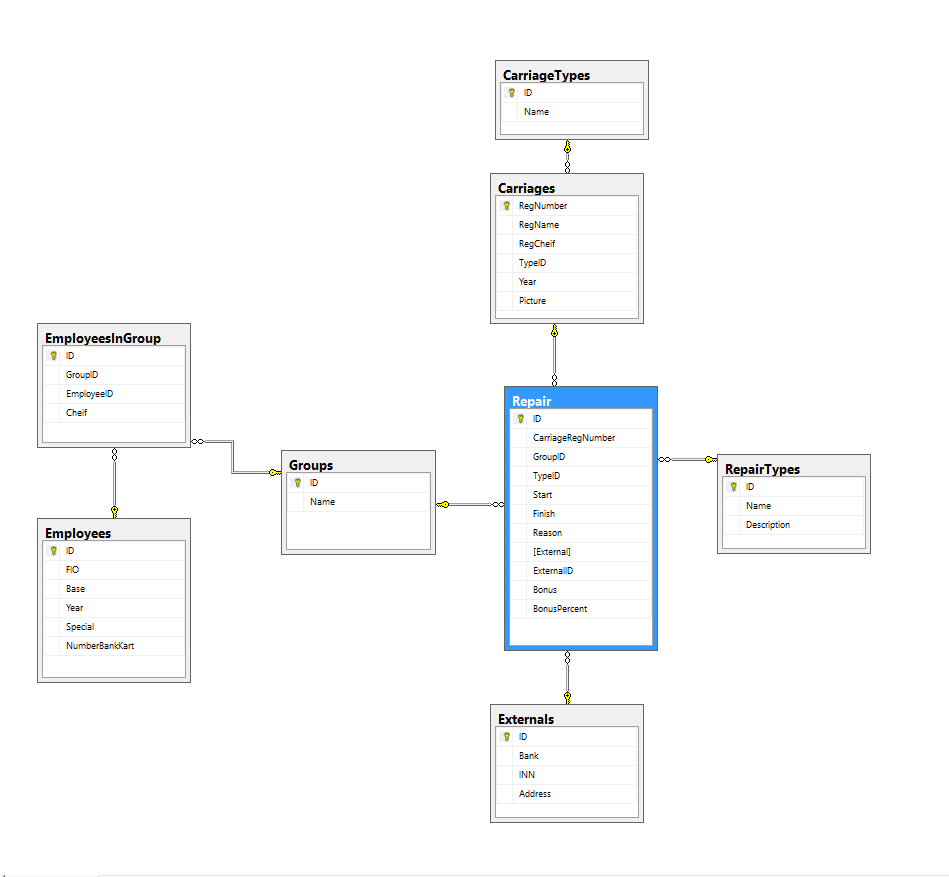 CarriageTypes
ID
Name
Carriages
RegNumber
RegName
RegCheif
TypeID
Year
Picture
EmployeesInGroup
ID
GroupID
EmployeeID
Cheif
Repair
ID
CarriageRegNumber
GroupID
TypeID
Start
Finish
Reason
[External]
ExternalID
Bonus
BonusPercent
Groups
ID
Name
RepairTypes
ID
Name
Description
Employees
ID
FIO
Base
Year
Special
NumberBankKart
Externals
ID
Bank
INN
Address